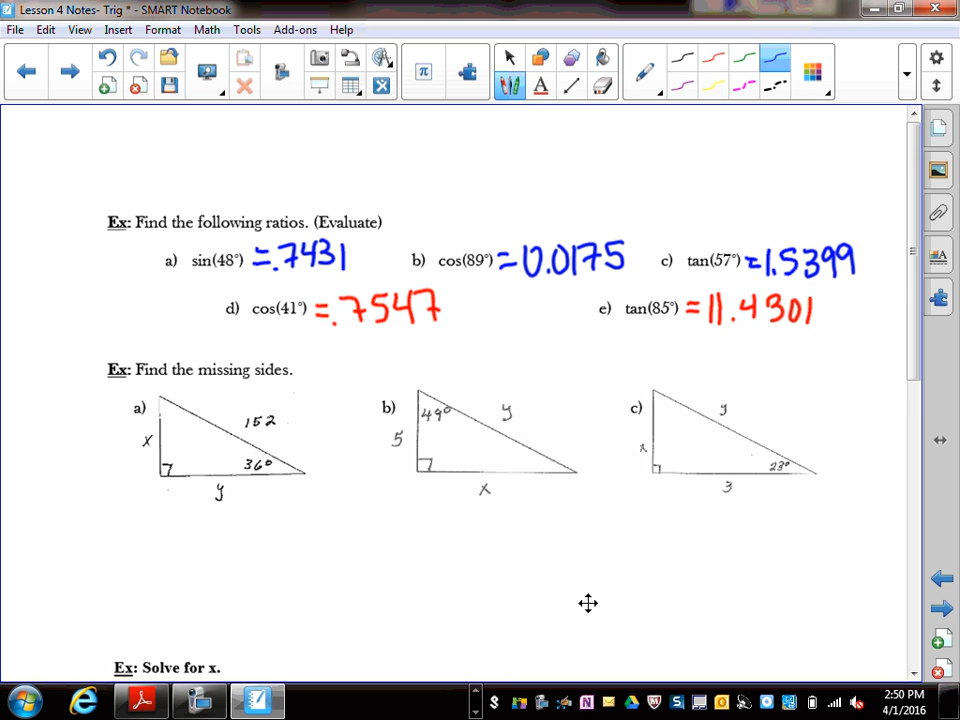 Lesson 4 Notes- Trig * - SMART Notebook
File Edit View Insert Format Math Tools Add-ons Help
Ex: Find the following ratios. (Evaluate)
a) sin(48°) =.7431 b) cos(89°) =0.0175 c) tan(57°) =1.5399
d) cos(41°) =.7547 e) tan(85°) =11.4301
Ex: Find the missing sides.
a) x 152 36° y
b) 49° 5 y x
c) y x 23° 3
Ex: Solve for x.
2:50 PM
4/1/2016